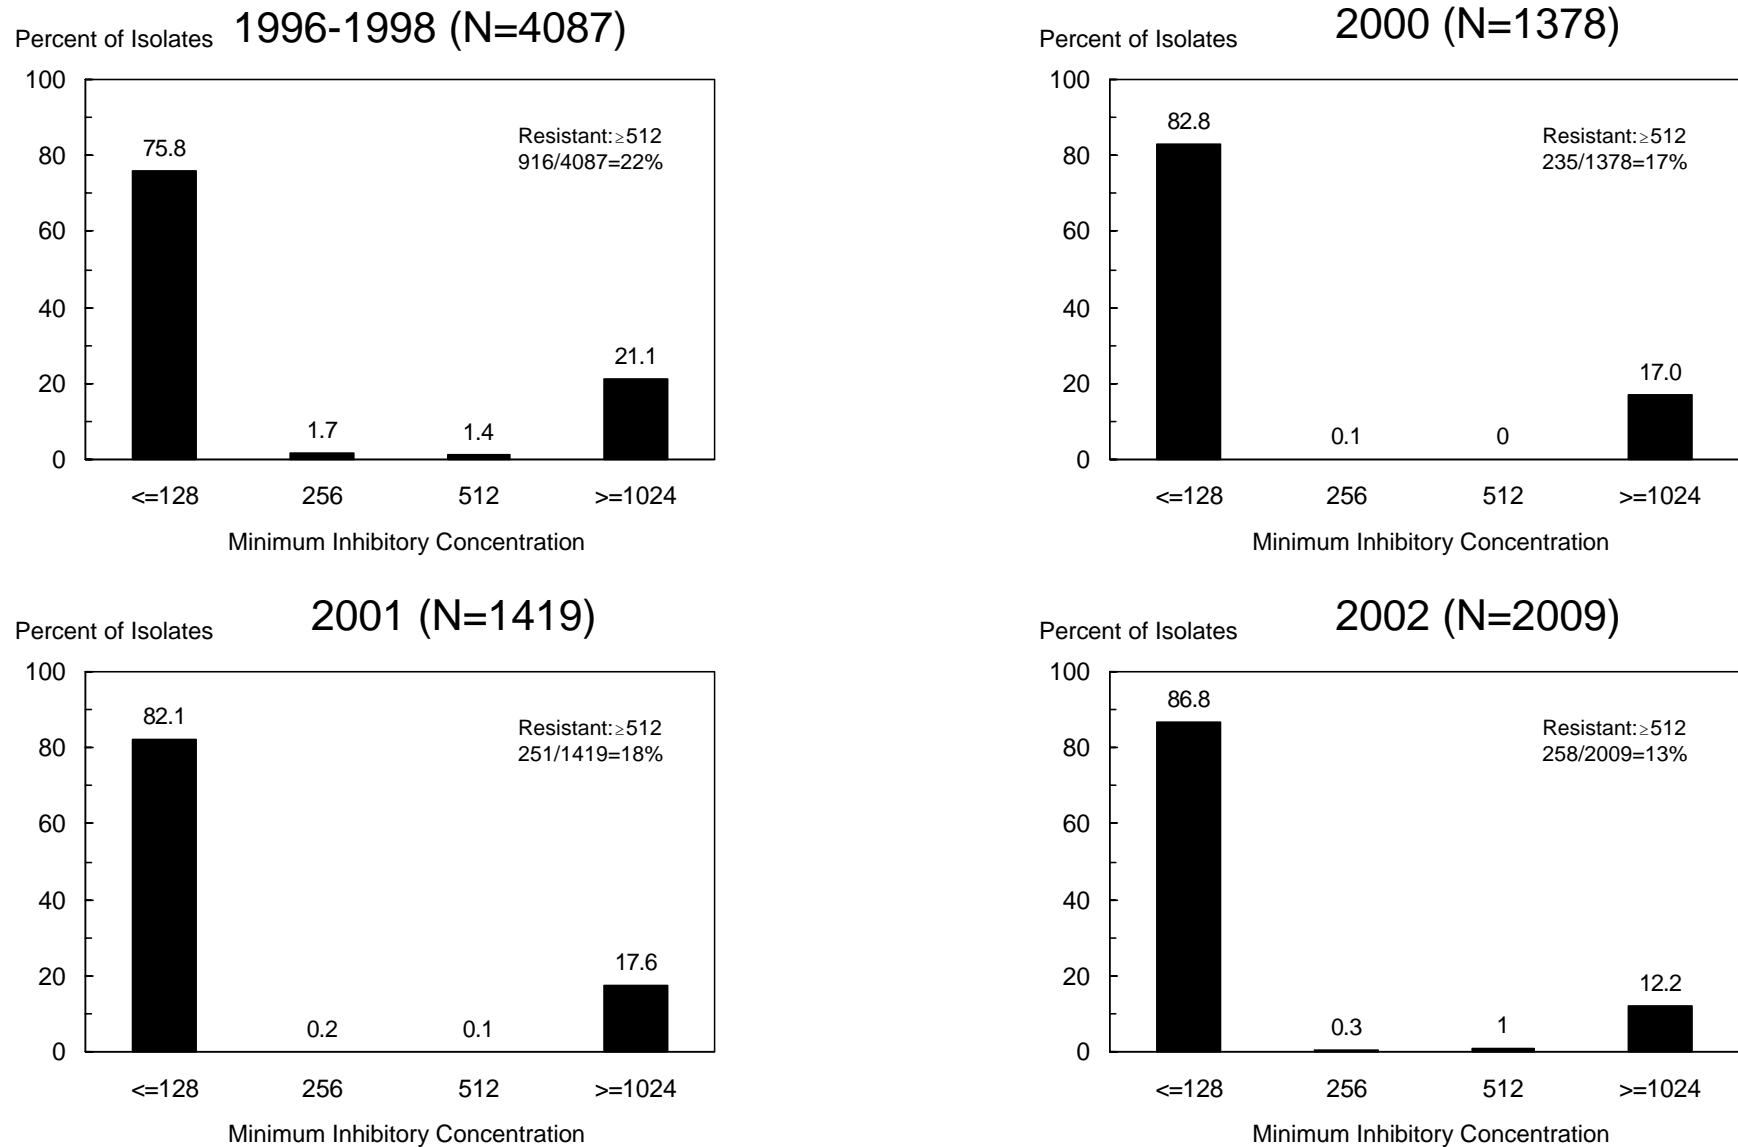 Percent of Isolates 1996-1998 (N=4087)
100
80
60
40
20
0
75.8
1.7
1.4
21.1
Resistant:≥512
916/4087=22%
<=128 256 512 >=1024
Minimum Inhibitory Concentration
Percent of Isolates 2000 (N=1378)
100
80
60
40
20
0
82.8
0.1
0
17.0
Resistant:≥512
235/1378=17%
<=128 256 512 >=1024
Minimum Inhibitory Concentration
Percent of Isolates 2001 (N=1419)
100
80
60
40
20
0
82.1
0.2
0.1
17.6
Resistant:≥512
251/1419=18%
<=128 256 512 >=1024
Minimum Inhibitory Concentration
Percent of Isolates 2002 (N=2009)
100
80
60
40
20
0
86.8
0.3
1
12.2
Resistant:≥512
258/2009=13%
<=128 256 512 >=1024
Minimum Inhibitory Concentration